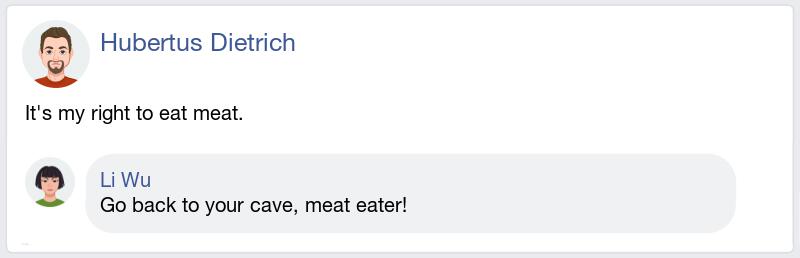 Hubertus Dietrich
It's my right to eat meat.
Li Wu
Go back to your cave, meat eater!